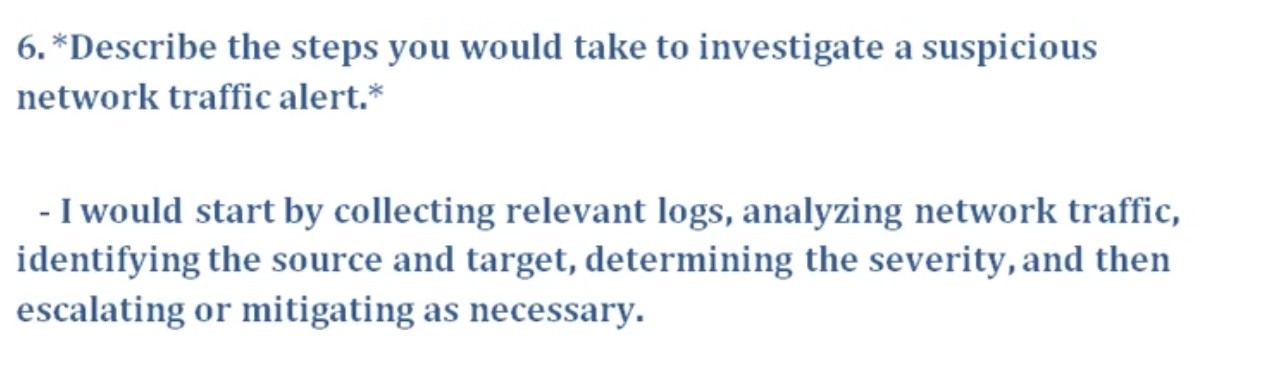 6. *Describe the steps you would take to investigate a suspicious
network traffic alert.*
- I would start by collecting relevant logs, analyzing network traffic,
identifying the source and target, determining the severity, and then
escalating or mitigating as necessary.